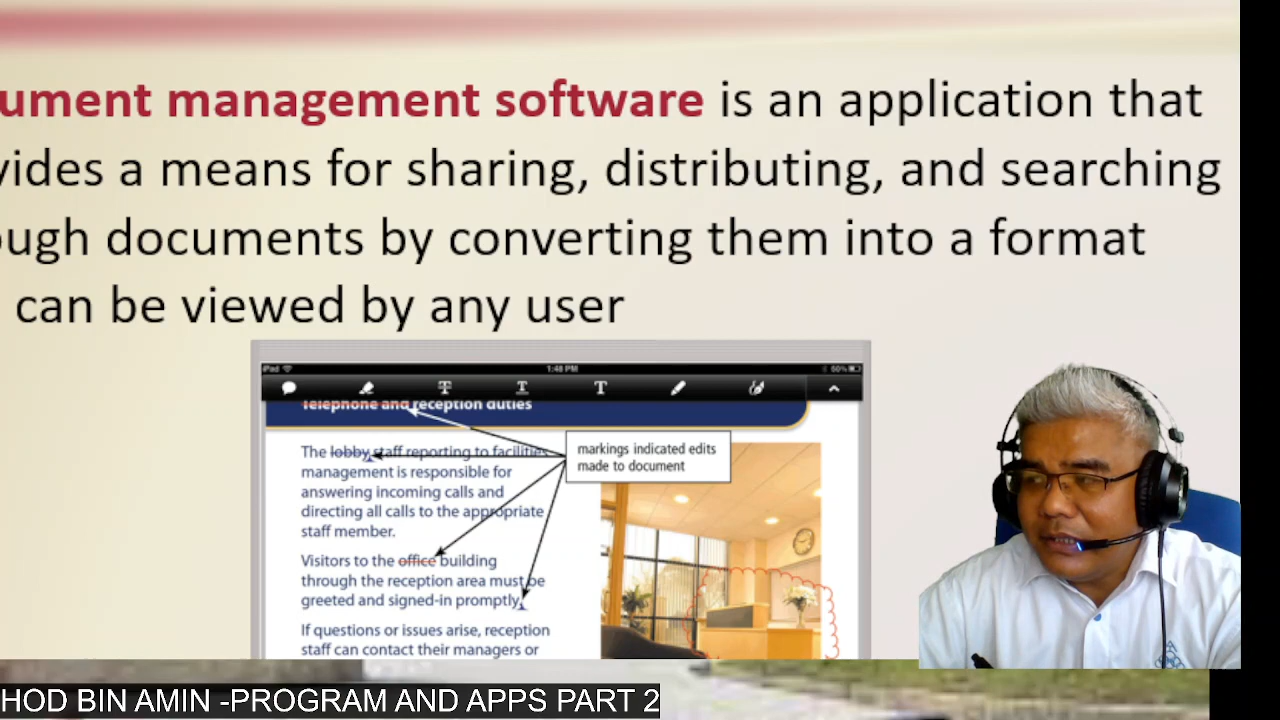 ument management software is an application that
vides a means for sharing, distributing, and searching
ough documents by converting them into a format
can be viewed by any user
iPad 1:48 PM 60%
Telephone and reception duties
The lobby staff reporting to facilities
management is responsible for
answering incoming calls and
directing all calls to the appropriate
staff member.
markings indicated edits
made to document
Visitors to the office building
through the reception area must be
greeted and signed-in promptly.
If questions or issues arise, reception
staff can contact their managers or
HOD BIN AMIN -PROGRAM AND APPS PART 2